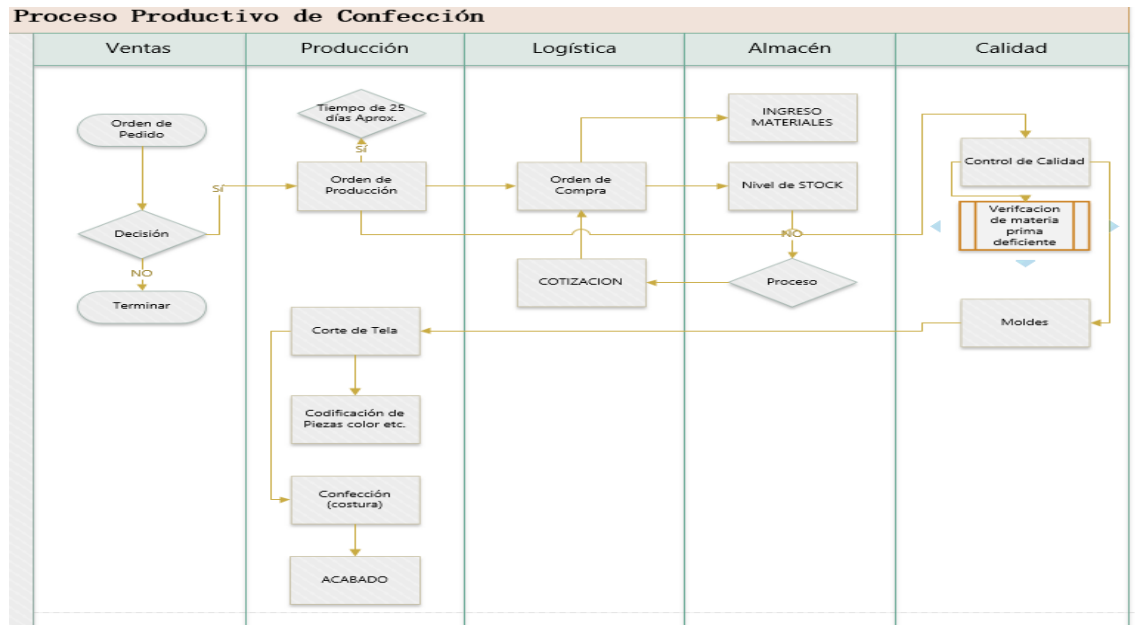 Proceso Productivo de Confección
Ventas
Producción
Logística
Almacén
Calidad
Orden de
Pedido
Decisión
Sí
NO
Terminar
Tiempo de 25
días Aprox.
Sí
Orden de
Producción
Corte de Tela
Codificación de
Piezas color etc.
Confección
(costura)
ACABADO
Orden de
Compra
COTIZACION
INGRESO
MATERIALES
Nivel de STOCK
NO
Proceso
Control de Calidad
Verifcacion
de materia
prima
deficiente
Moldes